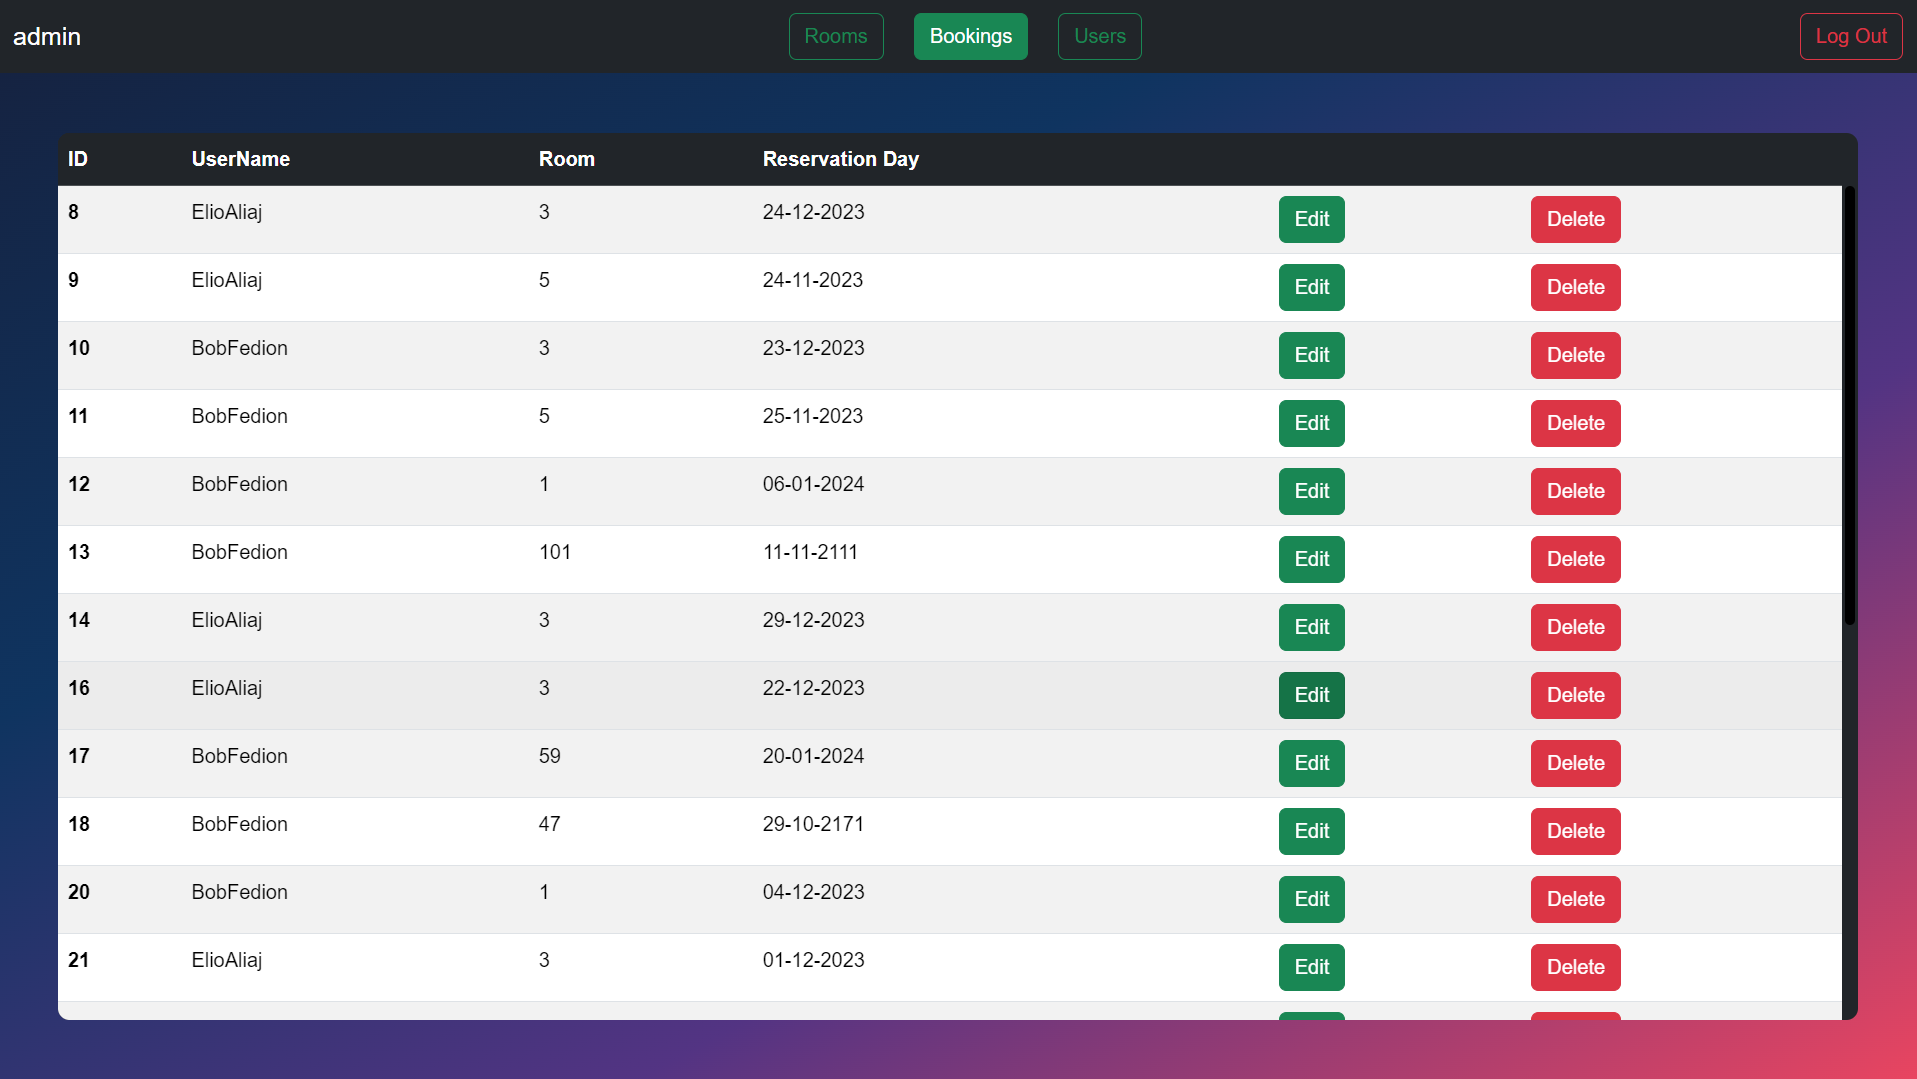 admin Rooms Bookings Users Log Out
ID UserName Room Reservation Day
8 ElioAliaj 3 24-12-2023 Edit Delete
9 ElioAliaj 5 24-11-2023 Edit Delete
10 BobFedion 3 23-12-2023 Edit Delete
11 BobFedion 5 25-11-2023 Edit Delete
12 BobFedion 1 06-01-2024 Edit Delete
13 BobFedion 101 11-11-2111 Edit Delete
14 ElioAliaj 3 29-12-2023 Edit Delete
16 ElioAliaj 3 22-12-2023 Edit Delete
17 BobFedion 59 20-01-2024 Edit Delete
18 BobFedion 47 29-10-2171 Edit Delete
20 BobFedion 1 04-12-2023 Edit Delete
21 ElioAliaj 3 01-12-2023 Edit Delete